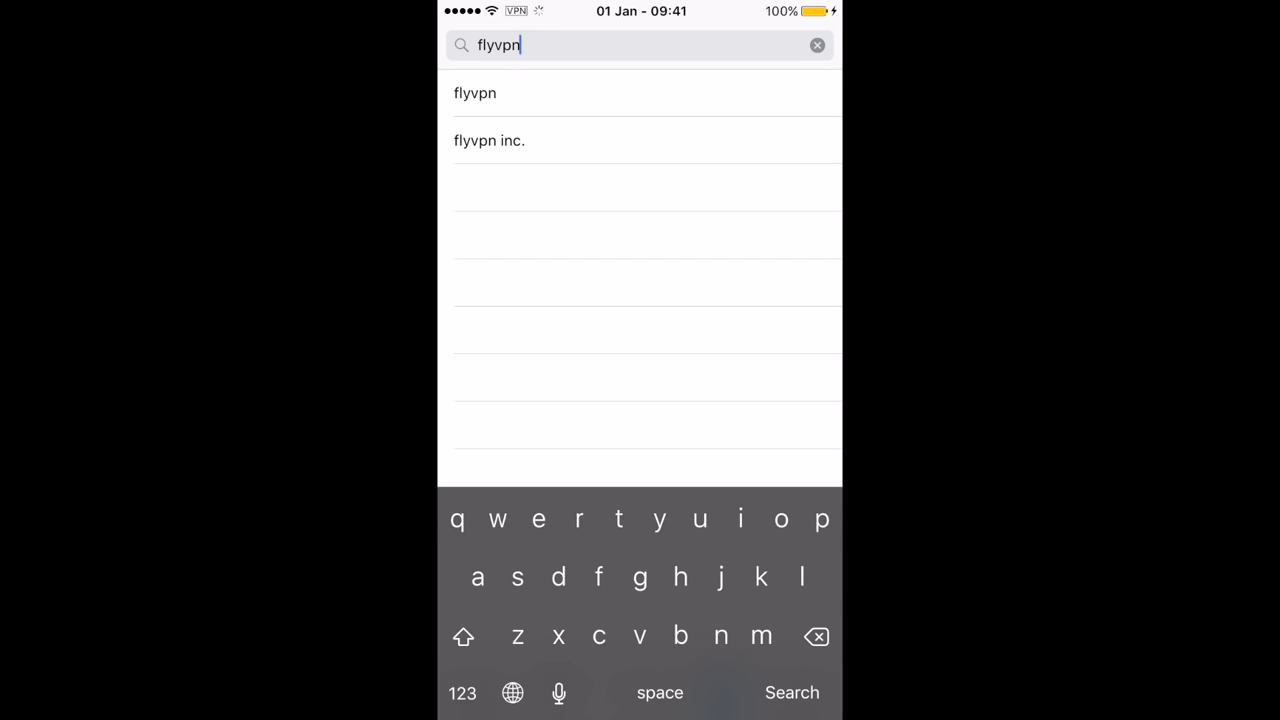 VPN 01 Jan - 09:41 100%
flyvpn
flyvpn
flyvpn inc.
q w e r t y u i o p
a s d f g h j k l
z x c v b n m
123 space Search